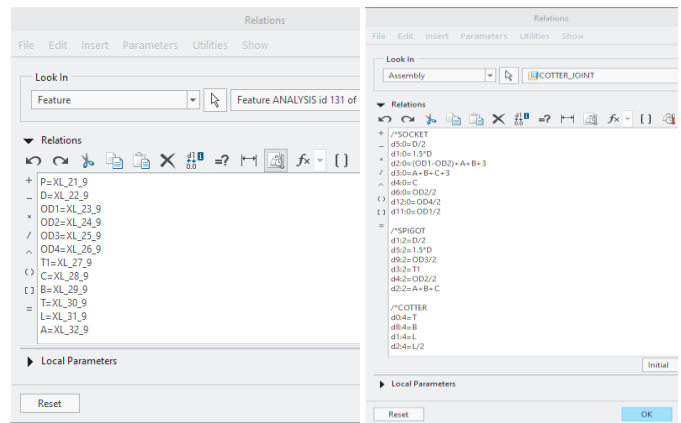 Relations
File Edit Insert Parameters Utilities Show
Look In
Feature
Feature ANALYSIS id 131 of
Relations
P=XL_21_9
D=XL_22_9
OD1=XL_23_9
OD2=XL_24_9
OD3=XL_25_9
OD4=XL_26_9
T1=XL_27_9
C=XL_28_9
B=XL_29_9
T=XL_30_9
L=XL_31_9
A=XL_32_9
Local Parameters
Reset
Relations
File Edit Insert Parameters Utilities Show
Look In
Assembly
COTTER_JOINT
Relations
/*SOCKET
d5:0=D/2
d1:0=1.5*D
d2:0=(OD1-OD2)+A+B+3
d3:0=A+B+C+3
d4:0=C
d6:0=OD2/2
d12:0=OD4/2
d11:0=OD1/2
/*SPIGOT
d1:2=D/2
d5:2=1.5*D
d9:2=OD3/2
d3:2=T1
d4:2=OD2/2
d2:2=A+B+C
/*COTTER
d0:4=T
d8:4=B
d1:4=L
d2:4=L/2
Initial
Local Parameters
Reset
OK